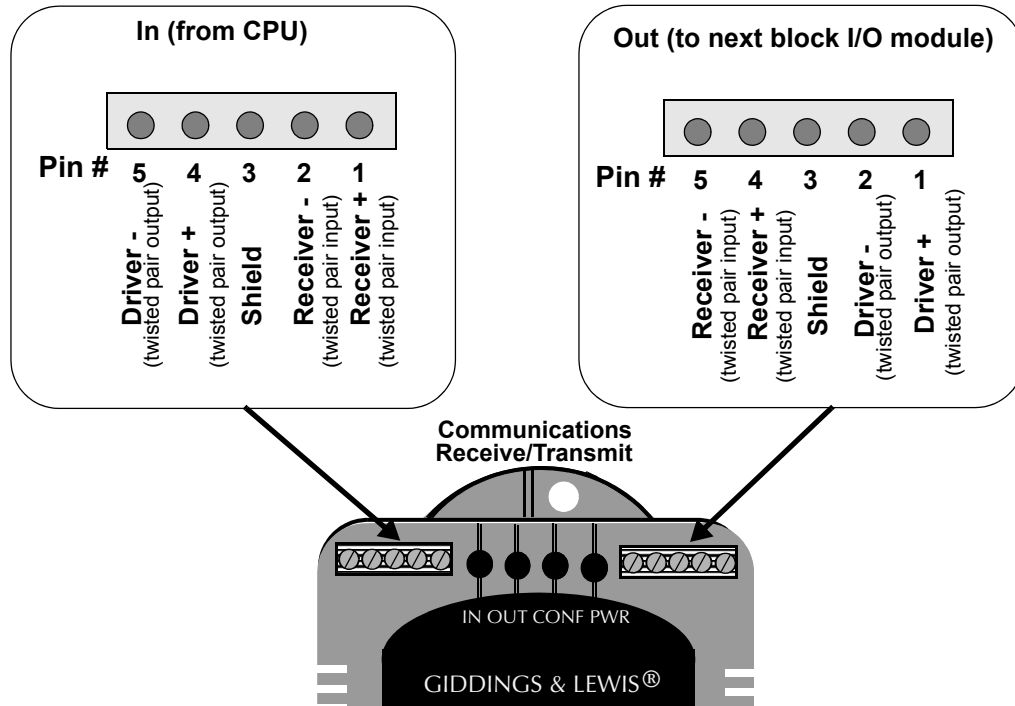 In (from CPU)
Pin # 5 4 3 2 1
Driver -
(twisted pair output)
Driver +
(twisted pair output)
Shield
Receiver -
(twisted pair input)
Receiver +
(twisted pair input)
Out (to next block I/O module)
Pin # 5 4 3 2 1
Receiver -
(twisted pair input)
Receiver +
(twisted pair input)
Shield
Driver -
(twisted pair output)
Driver +
(twisted pair output)
Communications
Receive/Transmit
IN OUT CONF PWR
GIDDINGS & LEWIS®